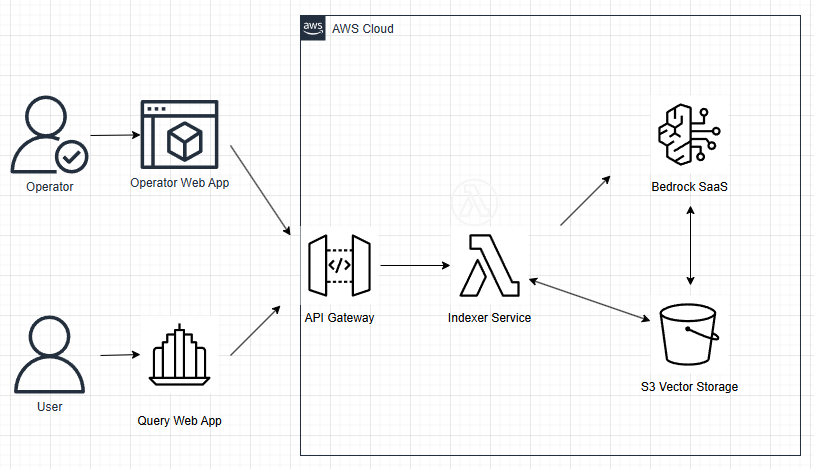 aws
AWS Cloud
Operator
Operator Web App
Bedrock SaaS
</>
API Gateway
Indexer Service
S3 Vector Storage
User
Query Web App